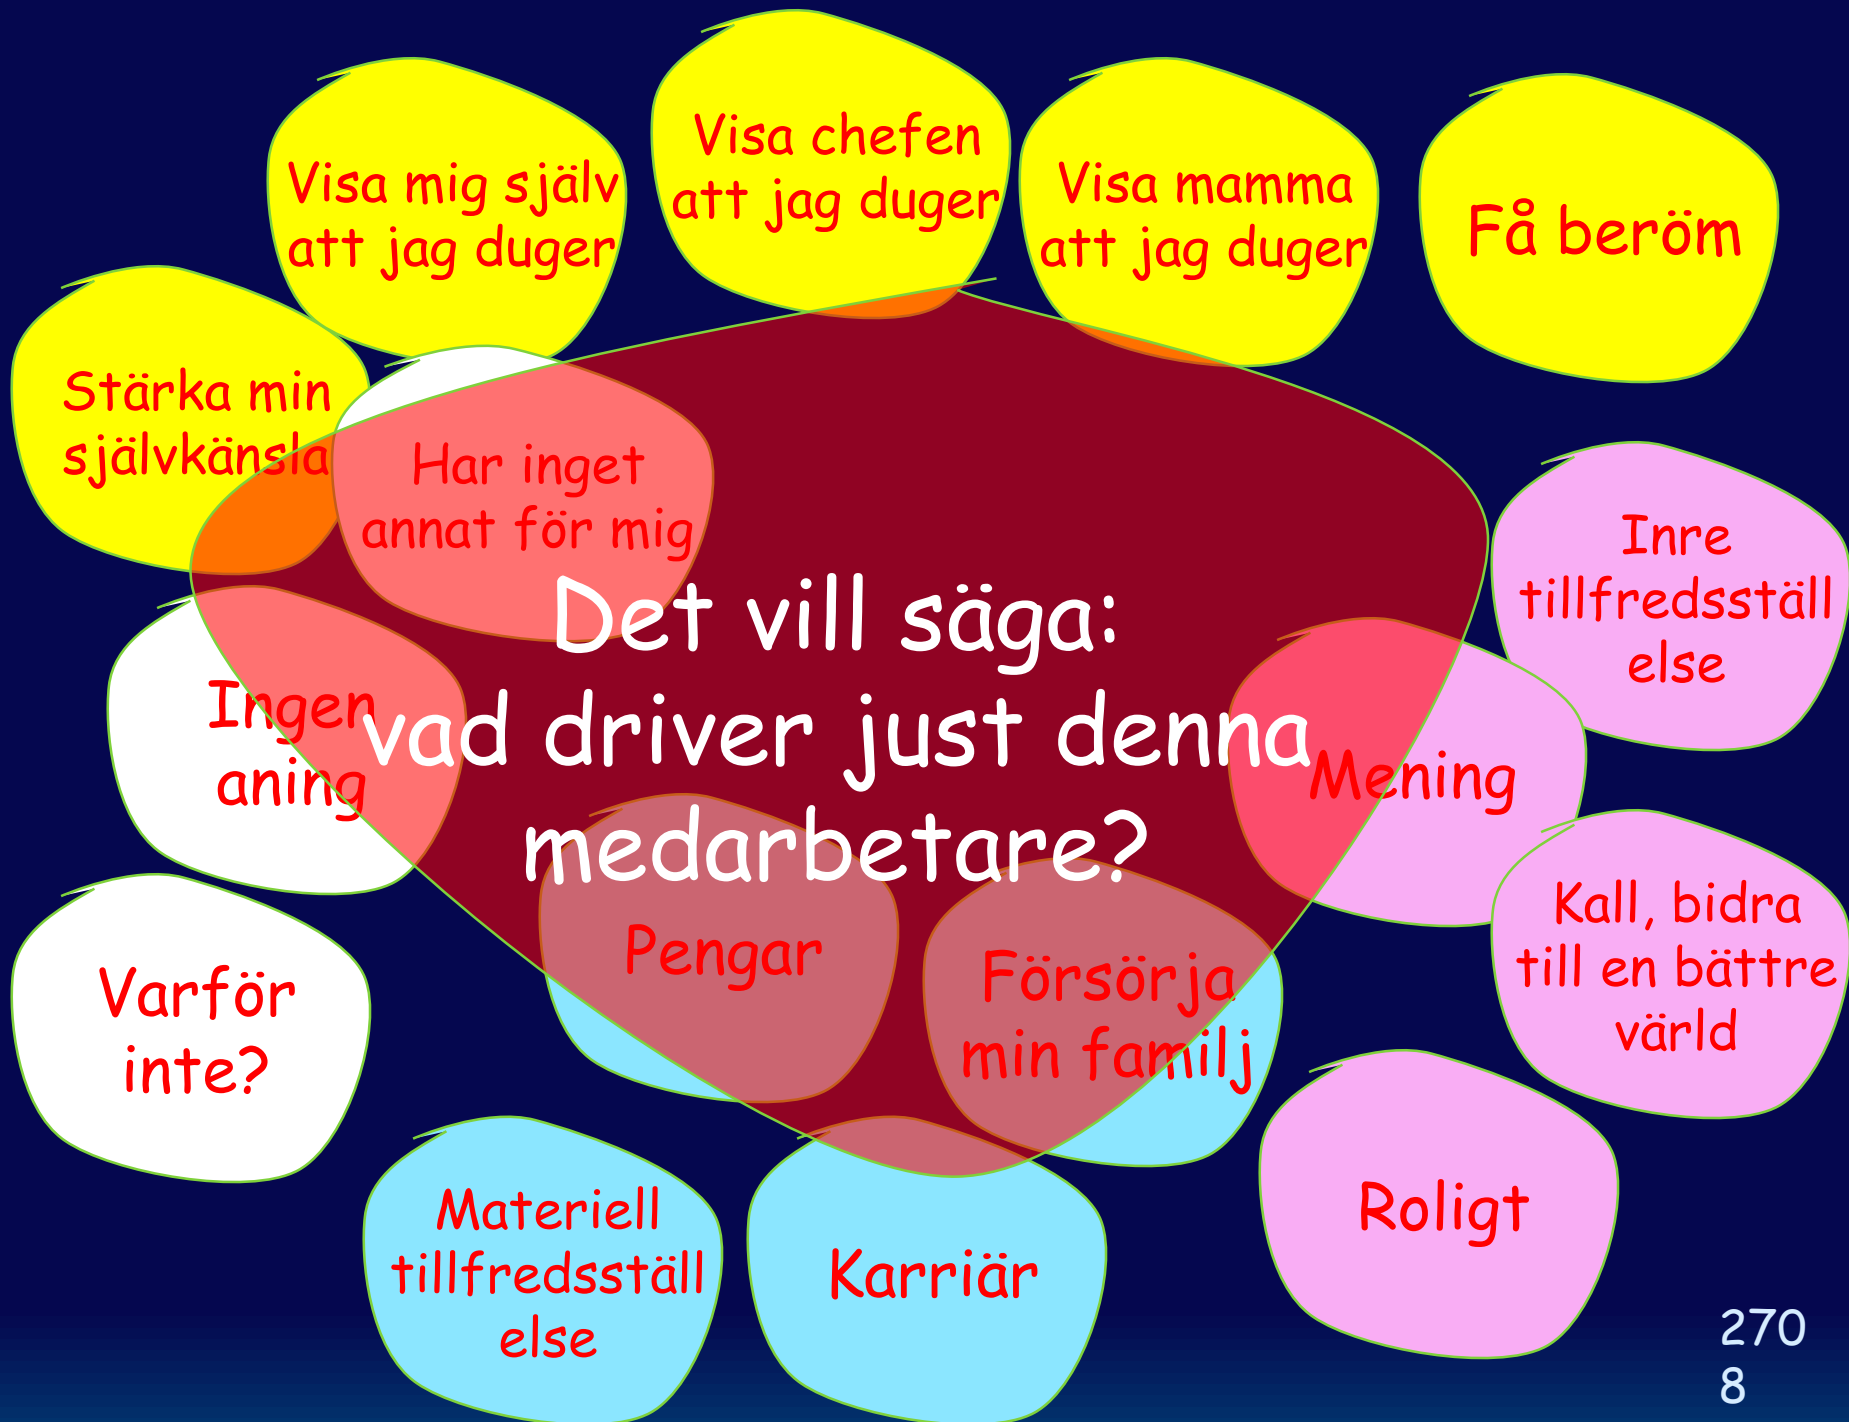 Visa chefen
att jag duger
Visa mig själv
att jag duger
Visa mamma
att jag duger
Få beröm
Stärka min
självkänsla
Har inget
annat för mig
Inre
tillfredsställ
else
Det vill säga:
vad driver just denna
medarbetare?
Ingen
aning
Mening
Pengar
Försörja
min familj
Kall, bidra
till en bättre
värld
Varför
inte?
Materiell
tillfredsställ
else
Karriär
Roligt
270
8